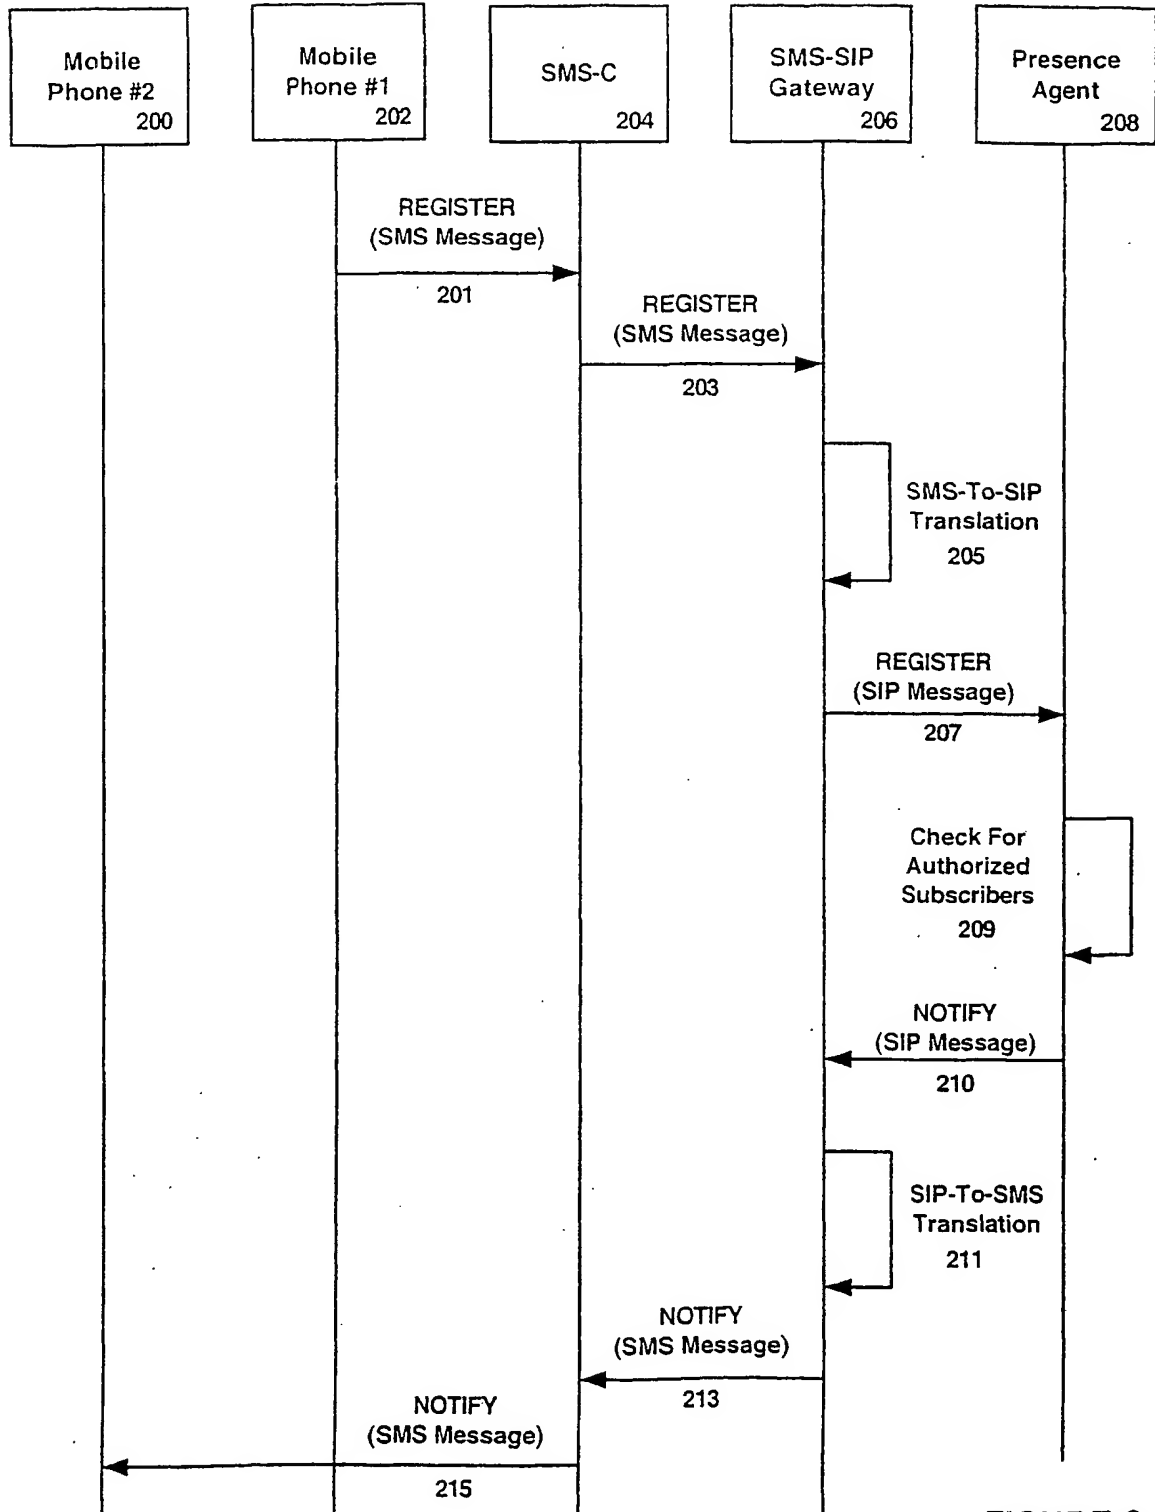 Mobile
Phone #2
200
Mobile
Phone #1
202
SMS-C
204
SMS-SIP
Gateway
206
Presence
Agent
208
REGISTER
(SMS Message)
201
REGISTER
(SMS Message)
203
SMS-To-SIP
Translation
205
REGISTER
(SIP Message)
207
Check For
Authorized
Subscribers
209
NOTIFY
(SIP Message)
210
SIP-To-SMS
Translation
211
NOTIFY
(SMS Message)
213
NOTIFY
(SMS Message)
215